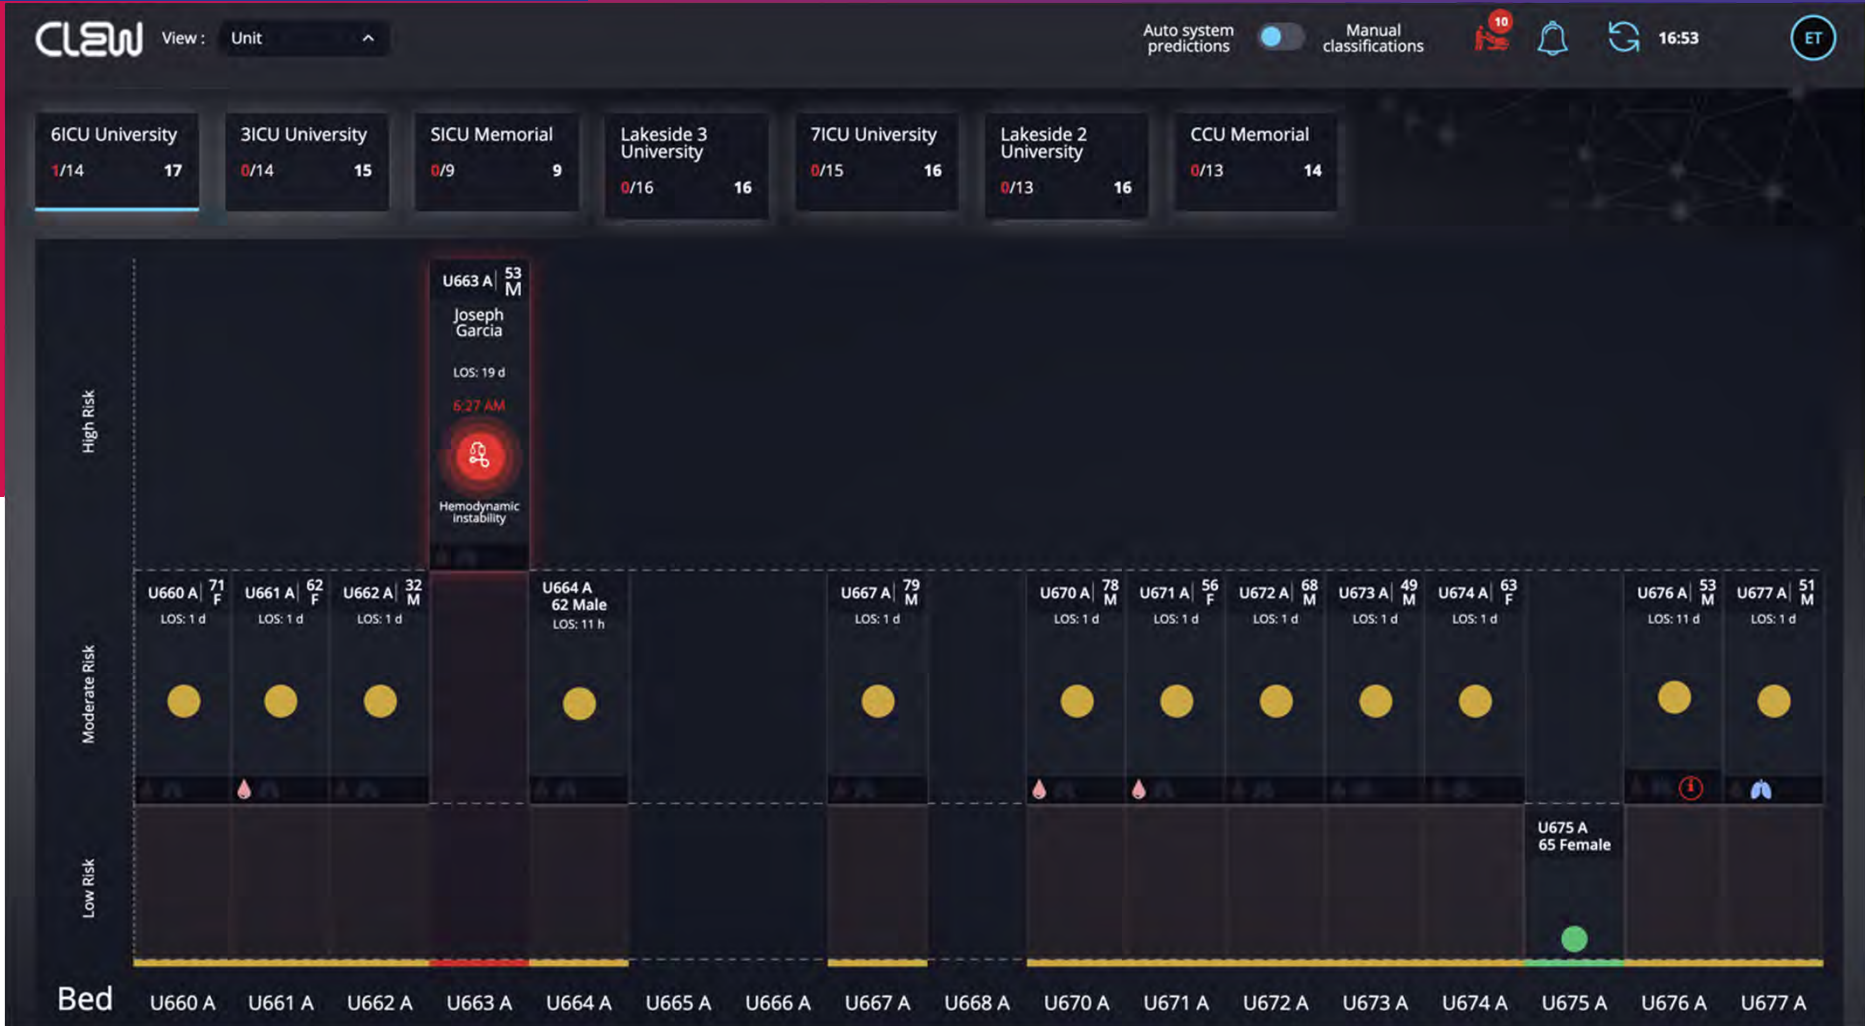 CLEW
View :
Unit
Auto system
predictions
Manual
classifications
10
16:53
ET
6ICU University
1/14 17
3ICU University
0/14 15
SICU Memorial
0/9 9
Lakeside 3
University
0/16 16
7ICU University
0/15 16
Lakeside 2
University
0/13 16
CCU Memorial
0/13 14
High Risk
U663 A 53
M
Joseph
Garcia
LOS: 19 d
6:27 AM
Hemodynamic
instability
Moderate Risk
U660 A 71
F
LOS: 1 d
U661 A 62
F
LOS: 1 d
U662 A 32
M
LOS: 1 d
U664 A
62 Male
LOS: 11 h
U667 A 79
M
LOS: 1 d
U670 A 78
M
LOS: 1 d
U671 A 56
F
LOS: 1 d
U672 A 68
M
LOS: 1 d
U673 A 49
M
LOS: 1 d
U674 A 63
F
LOS: 1 d
U676 A 53
M
LOS: 11 d
U677 A 51
M
LOS: 1 d
Low Risk
U675 A
65 Female
Bed U660 A U661 A U662 A U663 A U664 A U665 A U666 A U667 A U668 A U670 A U671 A U672 A U673 A U674 A U675 A U676 A U677 A